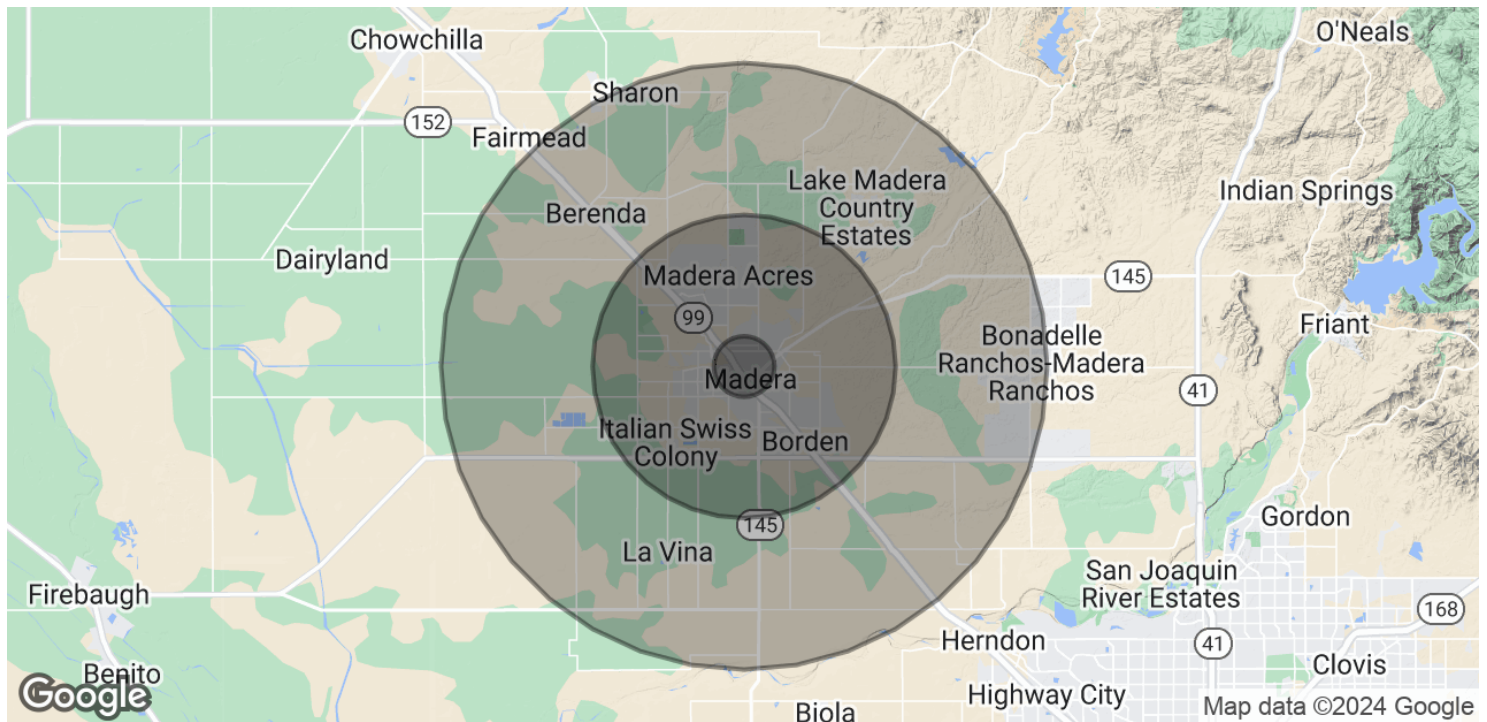 O'Neals
Chowchilla
Sharon
152
Fairmead
Lake Madera
Country
Estates
Indian Springs
Berenda
Dairyland
Madera Acres
145
99
Friant
Bonadelle
Ranchos-Madera
Ranchos
Madera
41
Italian Swiss
Colony
Borden
Gordon
145
La Vina
San Joaquin
River Estates
Firebaugh
168
Herndon
41
Clovis
Benito
Highway City
Google
Biola
Map data ©2024 Google